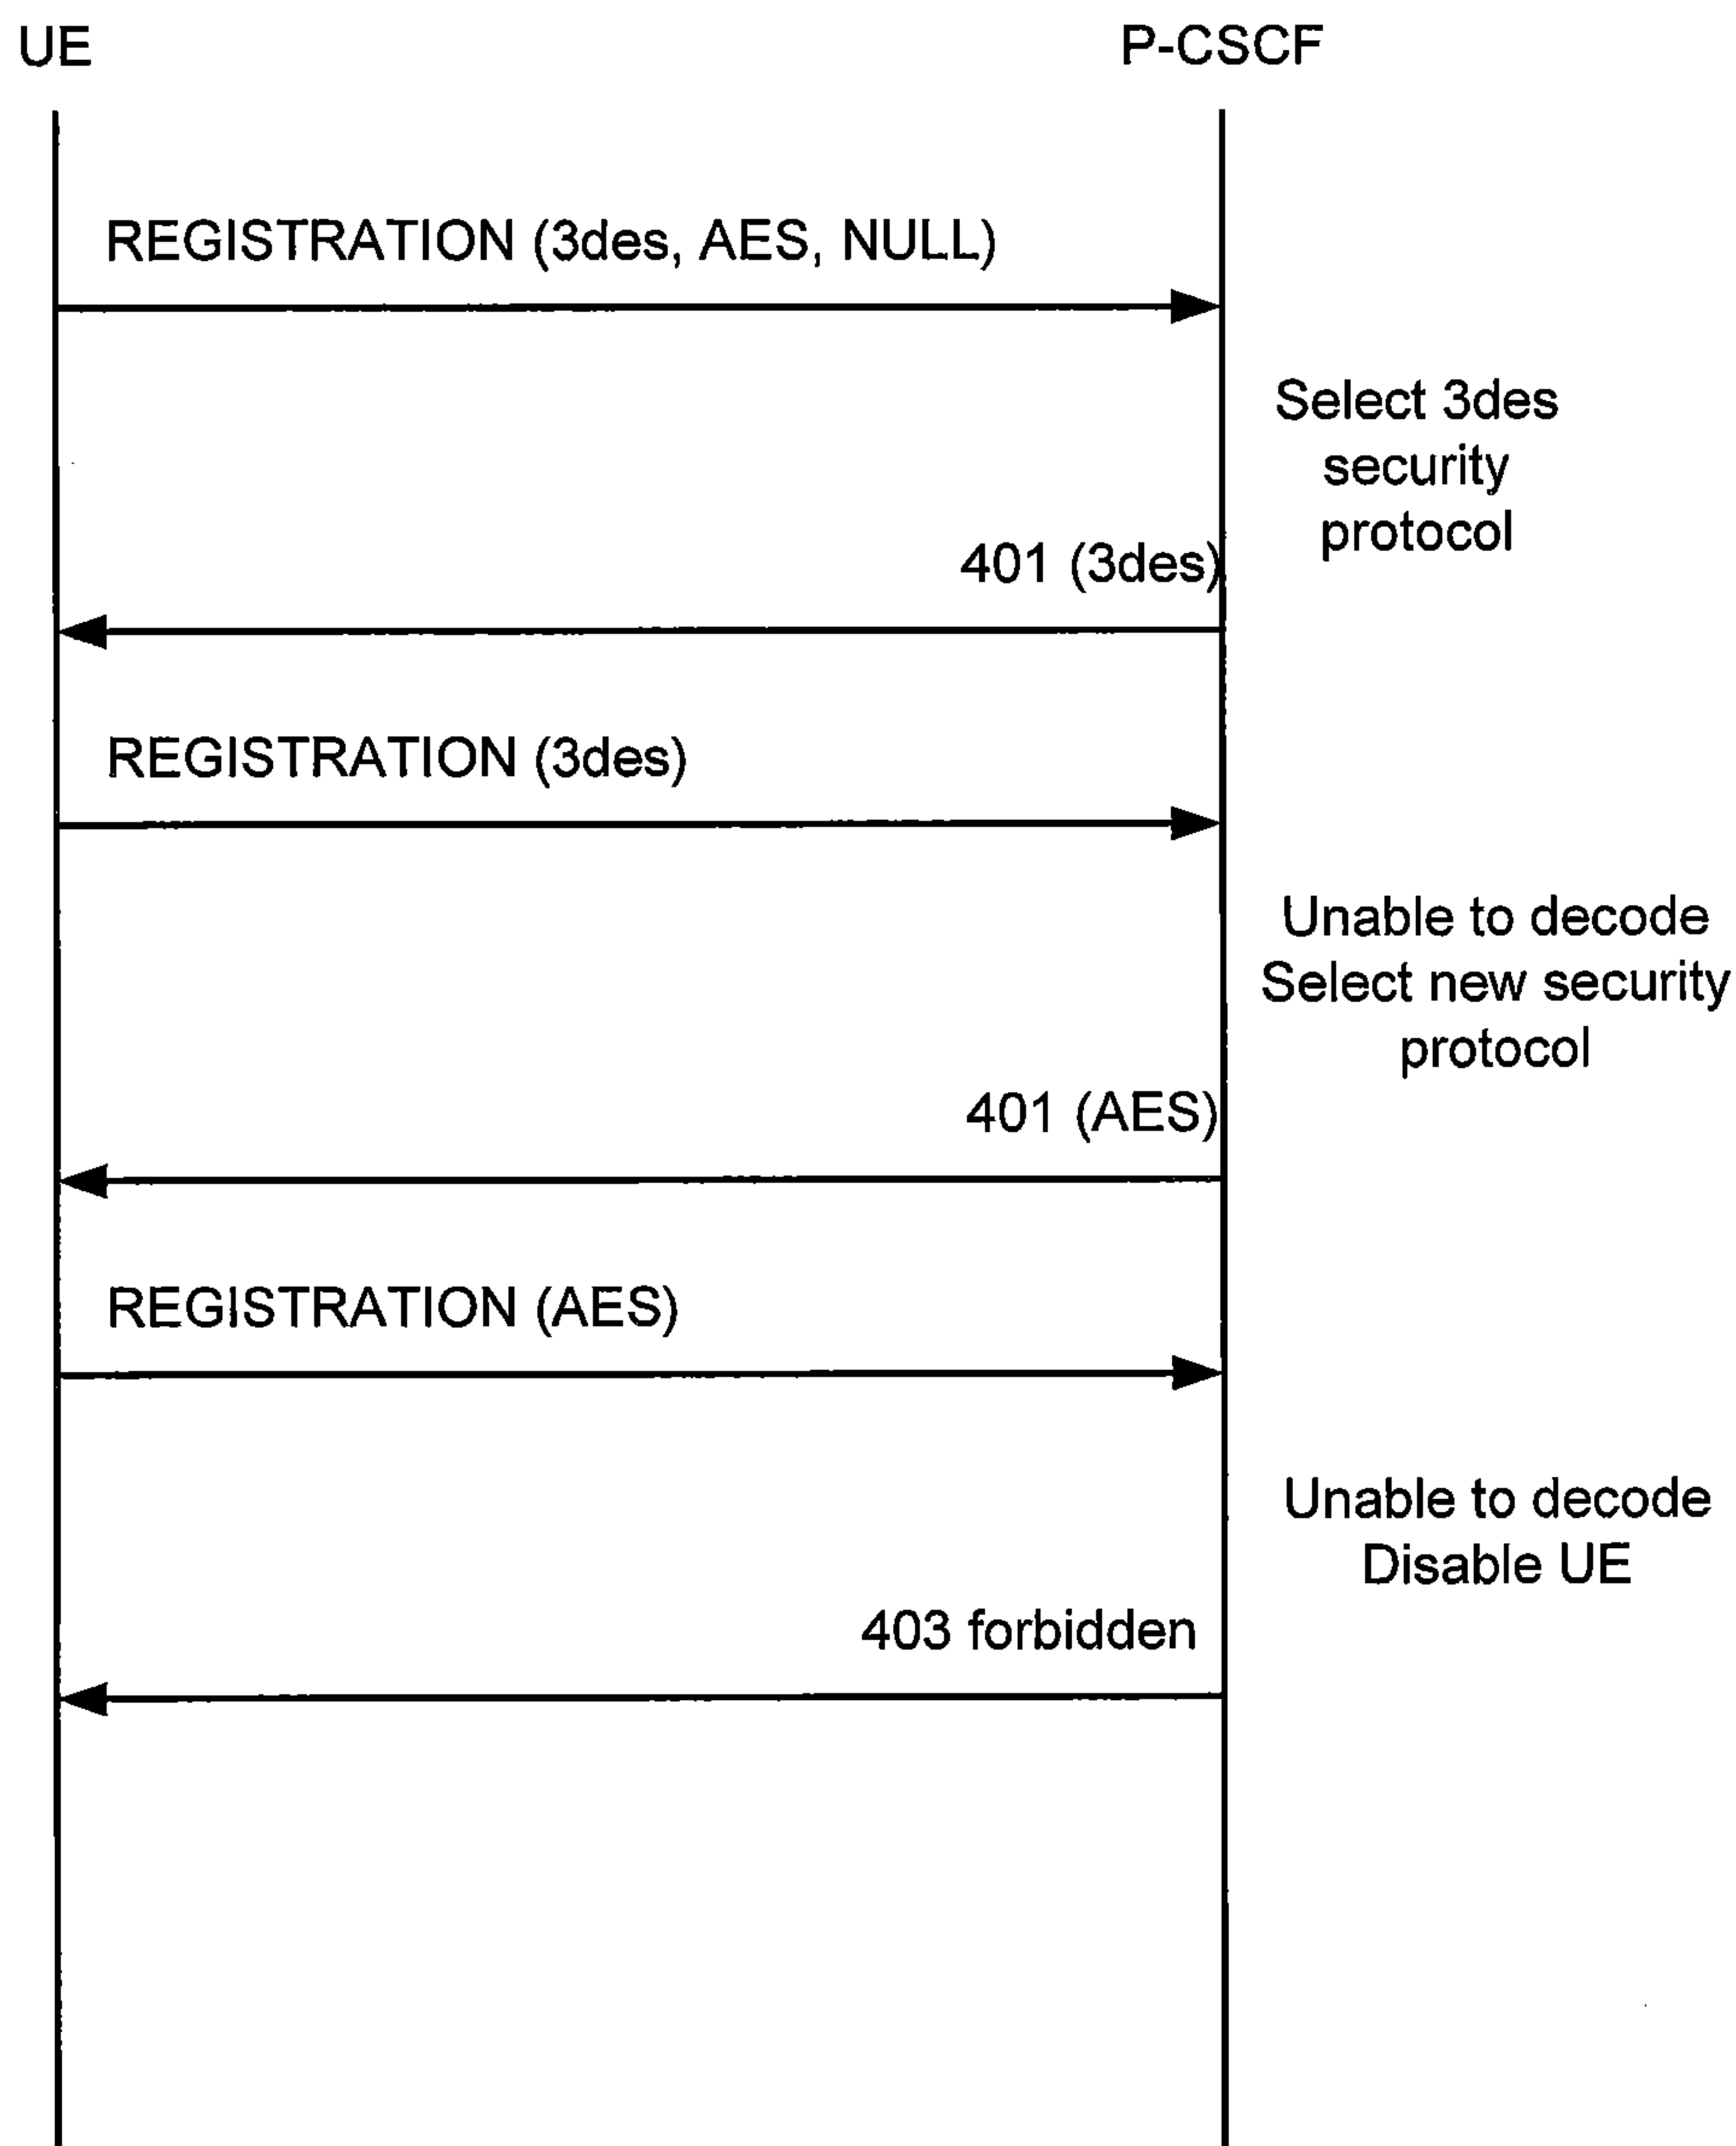 UE
P-CSCF
REGISTRATION (3des, AES, NULL)
Select 3des
security
protocol
401 (3des)
REGISTRATION (3des)
Unable to decode
Select new security
protocol
401 (AES)
REGISTRATION (AES)
Unable to decode
Disable UE
403 forbidden